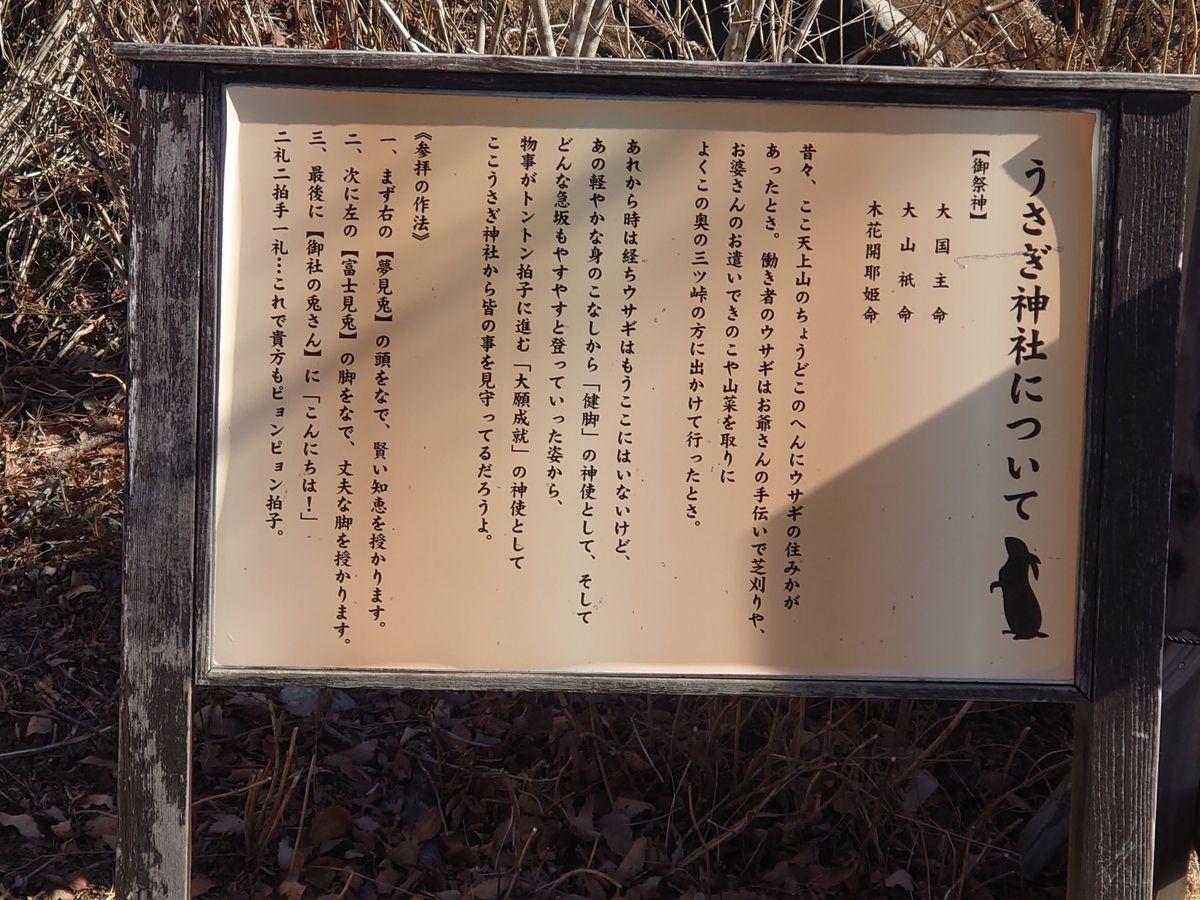 うさぎ神社について
【御祭神】
大国主命
大山祇命
木花開耶姫命
昔々、ここ天上山のちょうどこのへんにウサギの住みかが
あったとさ。働き者のウサギはお爺さんの手伝いで芝刈りや、
お婆さんのお遣いできのこや山菜を取りに
よくこの奥の三ツ峠の方に出かけて行ったとさ。
あれから時は経ちウサギはもうここにはいないけど、
あの軽やかな身のこなしから「健脚」の神使として、そして
どんな急坂もやすやすと登っていった姿から、
物事がトントン拍子に進む「大願成就」の神使として
ここうさぎ神社から皆の事を見守ってるだろうよ。
《参拝の作法》
一、まず右の【夢見兎】の頭をなで、賢い知恵を授かります。
二、次に左の【富士見兎】の脚をなで、丈夫な脚を授かります。
三、最後に【御社の兎さん】に「こんにちは！」
二礼二拍手一礼…これで貴方もピョンピョン拍子。